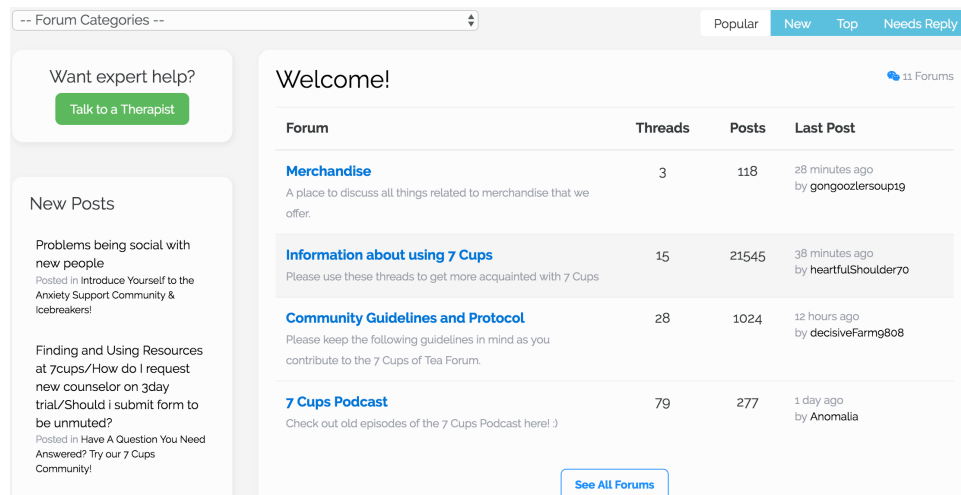 -- Forum Categories --
Popular New Top Needs Reply
Want expert help?
Talk to a Therapist
New Posts
Problems being social with
new people
Posted in Introduce Yourself to the
Anxiety Support Community &
Icebreakers!
Finding and Using Resources
at 7cups/How do I request
new counselor on 3day
trial/Should i submit form to
be unmuted?
Posted in Have A Question You Need
Answered? Try our 7 Cups
Community!
Welcome!
11 Forums
Forum Threads Posts Last Post
Merchandise 3 118 28 minutes ago
A place to discuss all things related to merchandise that we
offer.
by gongoozlersoup19
Information about using 7 Cups 15 21545 38 minutes ago
Please use these threads to get more acquainted with 7 Cups
by heartfulShoulder70
Community Guidelines and Protocol 28 1024 12 hours ago
Please keep the following guidelines in mind as you
contribute to the 7 Cups of Tea Forum.
by decisiveFarm9808
7 Cups Podcast 79 277 1 day ago
Check out old episodes of the 7 Cups Podcast here! :)
by Anomalia
See All Forums